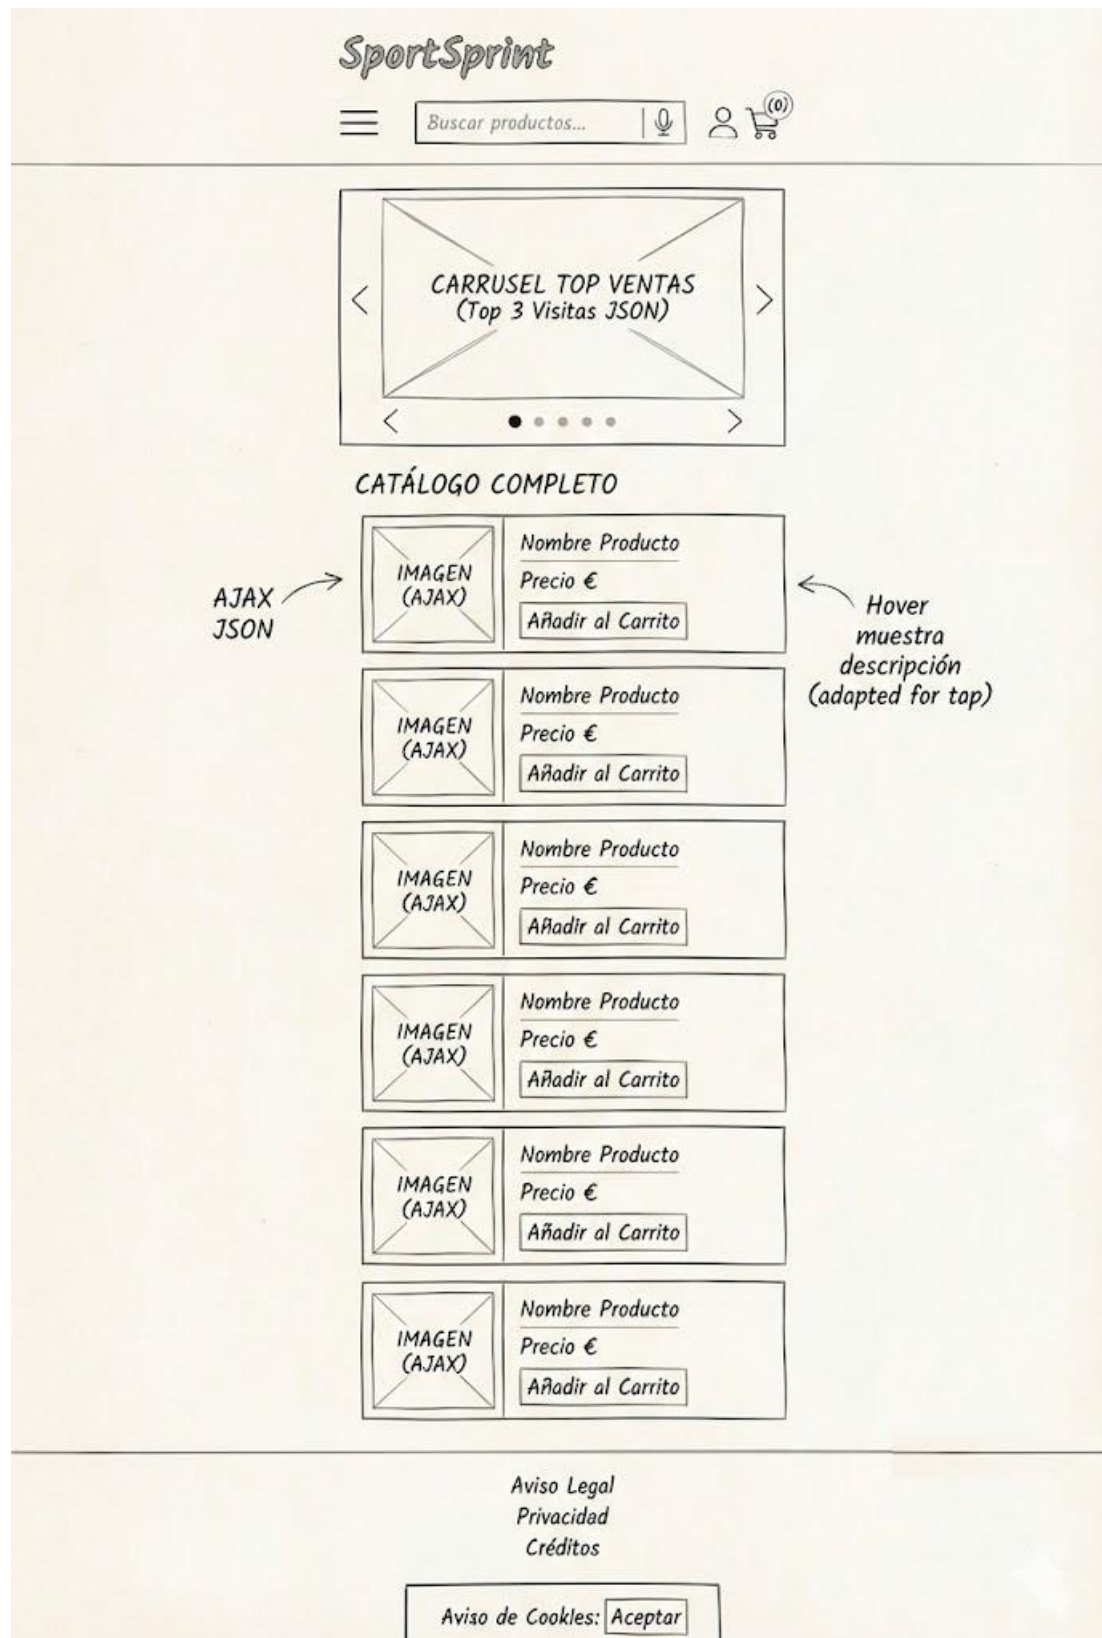 SportSprint
Buscar productos...
(0)
CARRUSEL TOP VENTAS
(Top 3 Visitas JSON)
CATÁLOGO COMPLETO
AJAX
JSON
IMAGEN
(AJAX)
Nombre Producto
Precio €
Añadir al Carrito
Hover
muestra
descripción
(adapted for tap)
IMAGEN
(AJAX)
Nombre Producto
Precio €
Añadir al Carrito
IMAGEN
(AJAX)
Nombre Producto
Precio €
Añadir al Carrito
IMAGEN
(AJAX)
Nombre Producto
Precio €
Añadir al Carrito
IMAGEN
(AJAX)
Nombre Producto
Precio €
Añadir al Carrito
IMAGEN
(AJAX)
Nombre Producto
Precio €
Añadir al Carrito
Aviso Legal
Privacidad
Créditos
Aviso de Cookles: Aceptar